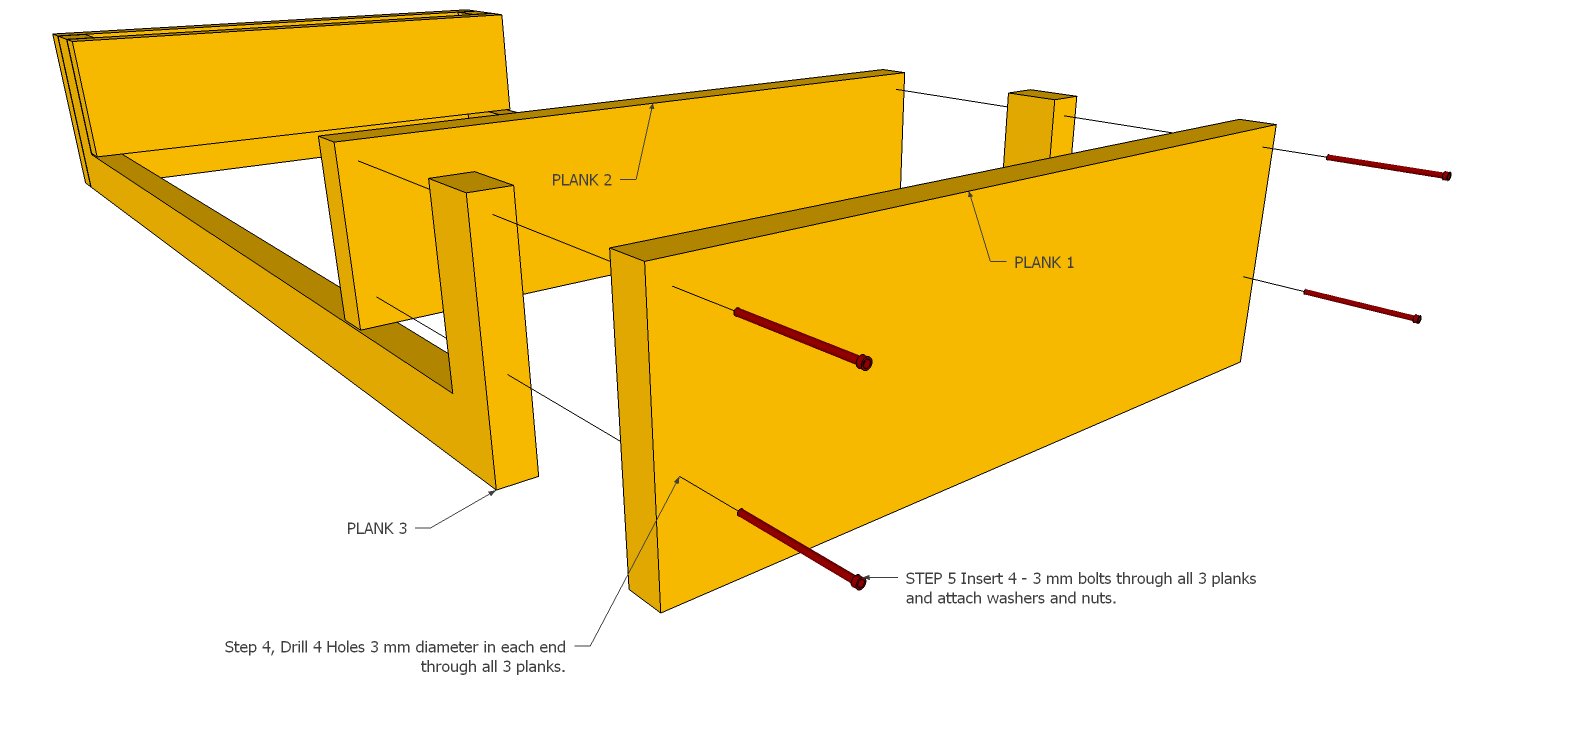 PLANK 2
PLANK 1
PLANK 3
STEP 5 Insert 4 - 3 mm bolts through all 3 planks
and attach washers and nuts.
Step 4, Drill 4 Holes 3 mm diameter in each end
through all 3 planks.